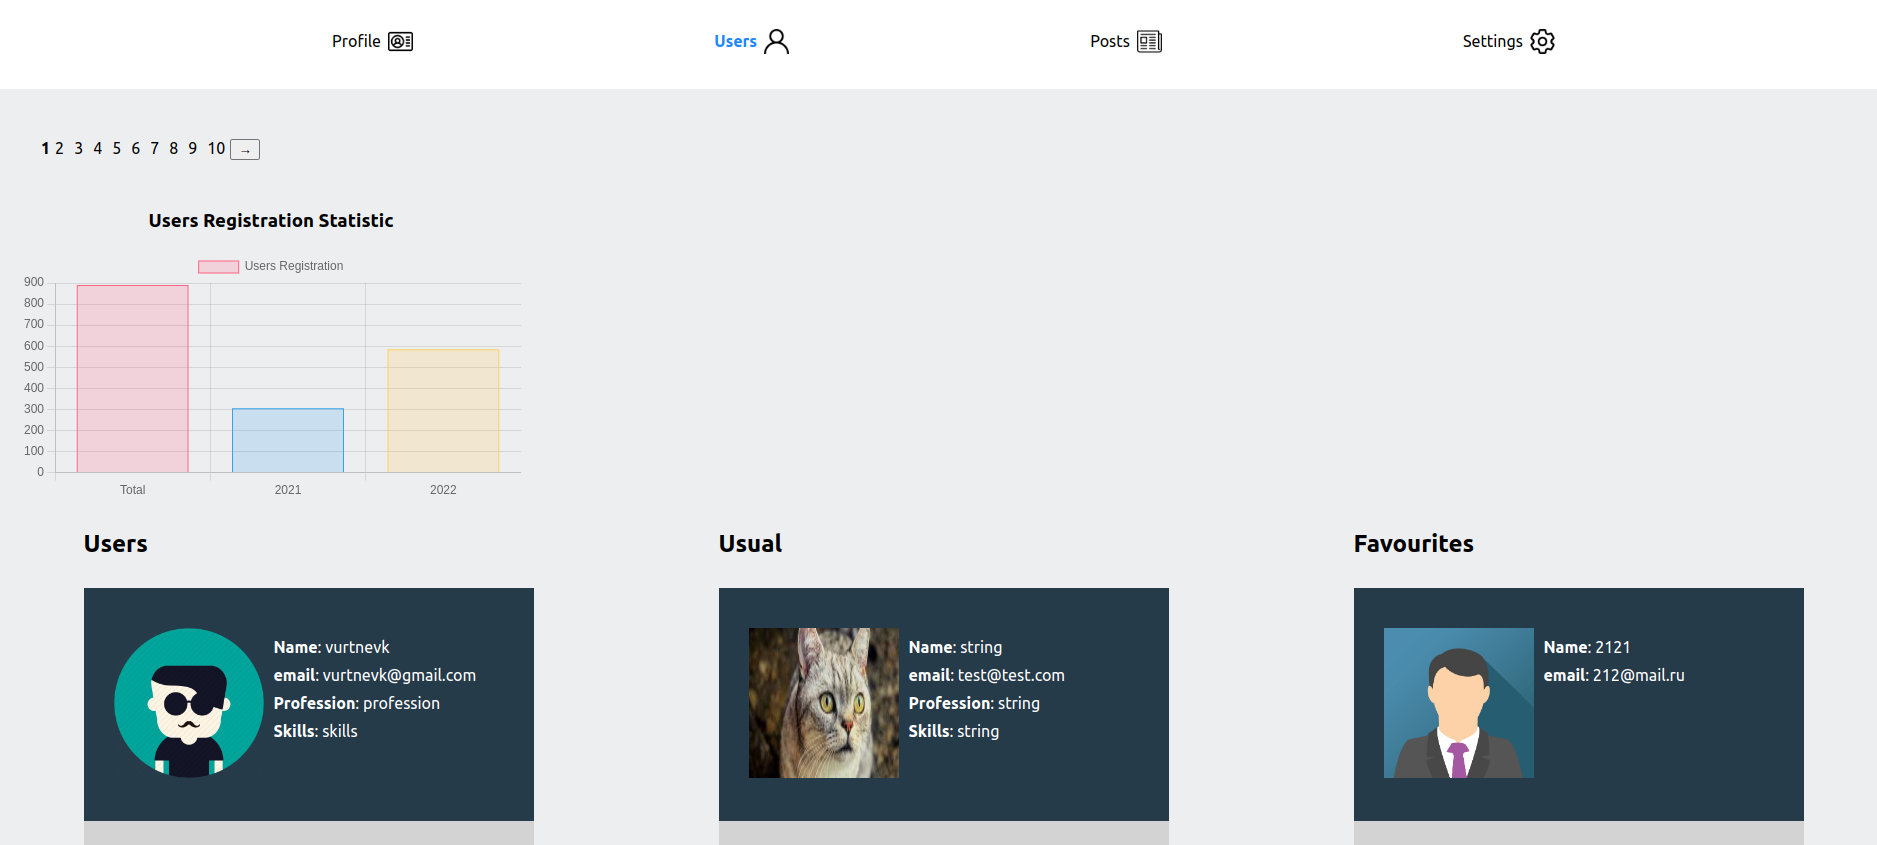 Profile Users Posts Settings
1 2 3 4 5 6 7 8 9 10 →
Users Registration Statistic
Users Registration
900
800
700
600
500
400
300
200
100
0
Total 2021 2022
Users
Name: vurtnevk
email: vurtnevk@gmail.com
Profession: profession
Skills: skills
Usual
Name: string
email: test@test.com
Profession: string
Skills: string
Favourites
Name: 2121
email: 212@mail.ru